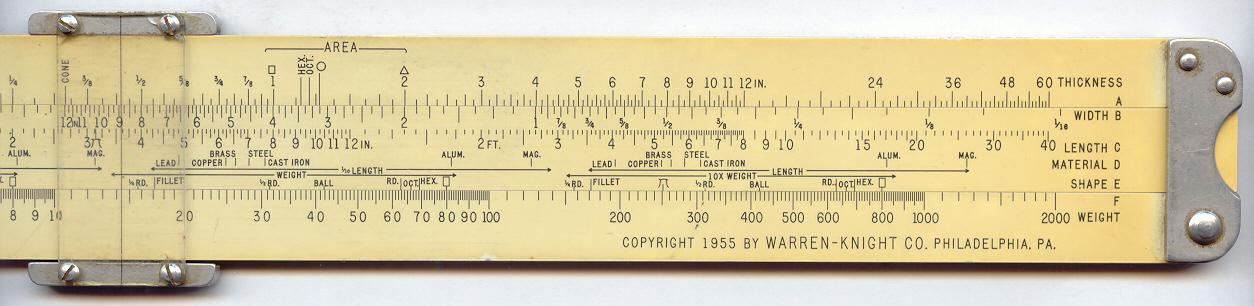 AREA
CONE HEX. OCT.
1/4 3/8 1/2 5/8 3/4 7/8 1 2 3 4 5 6 7 8 9 10 11 12 IN. 24 36 48 60 THICKNESS
A
12 IN 11 10 9 8 7 6 5 4 3 2 1 7/8 3/4 5/8 1/2 3/8 1/4 1/8 1/16 WIDTH B
2 3 4 5 6 7 8 9 10 11 12 IN. 2 FT. 3 4 5 6 7 8 9 10 15 20 30 40 LENGTH C
ALUM. MAG. LEAD COPPER BRASS STEEL CAST IRON ALUM. MAG. LEAD COPPER BRASS STEEL CAST IRON ALUM. MAG. MATERIAL D
WEIGHT 1/10 LENGTH 10X WEIGHT LENGTH
1/4 RD. FILLET 1/2 RD. BALL RD. OCT. HEX. 1/4 RD. FILLET π 1/2 RD. BALL RD. OCT. HEX. SHAPE E
F
8 9 10 20 30 40 50 60 70 80 90 100 200 300 400 500 600 800 1000 2000 WEIGHT
COPYRIGHT 1955 BY WARREN-KNIGHT CO. PHILADELPHIA, PA.